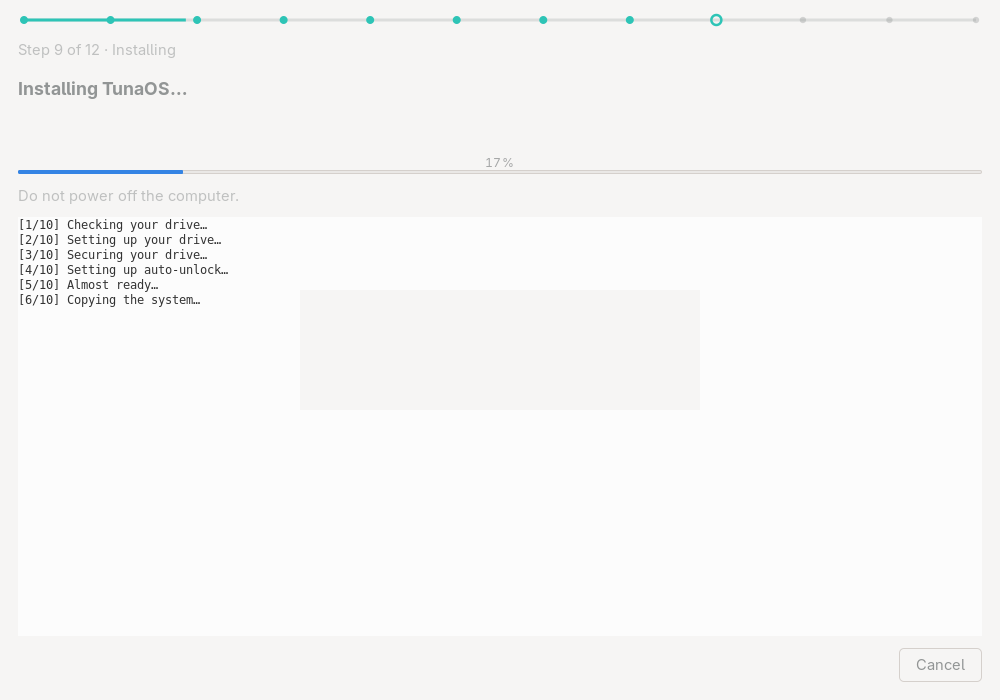 Step 9 of 12 · Installing
Installing TunaOS...
17%
Do not power off the computer.
[1/10] Checking your drive…
[2/10] Setting up your drive…
[3/10] Securing your drive…
[4/10] Setting up auto-unlock…
[5/10] Almost ready…
[6/10] Copying the system…
Cancel